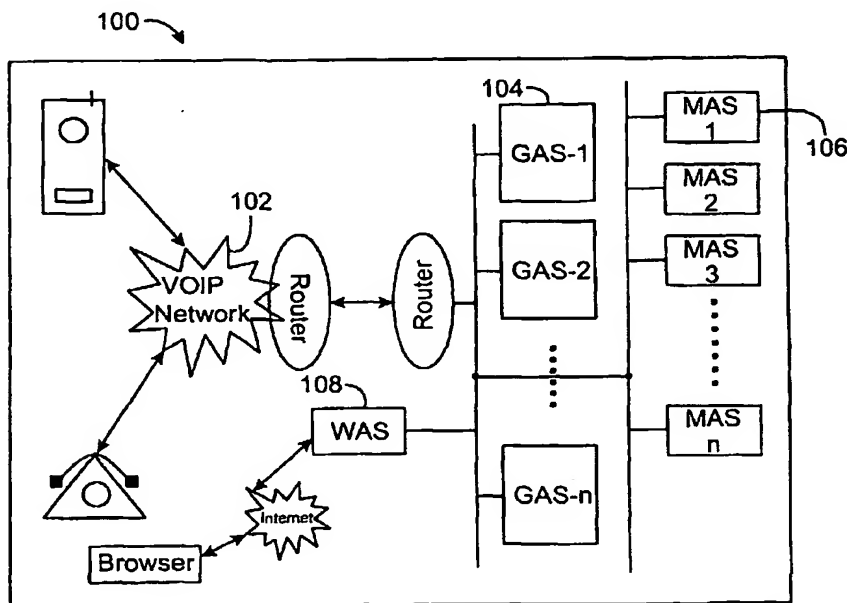 100
104
GAS-1
MAS
1
106
MAS
2
102
VOIP
Network
Router
Router
GAS-2
MAS
3
108
WAS
MAS
n
Internet
GAS-n
Browser